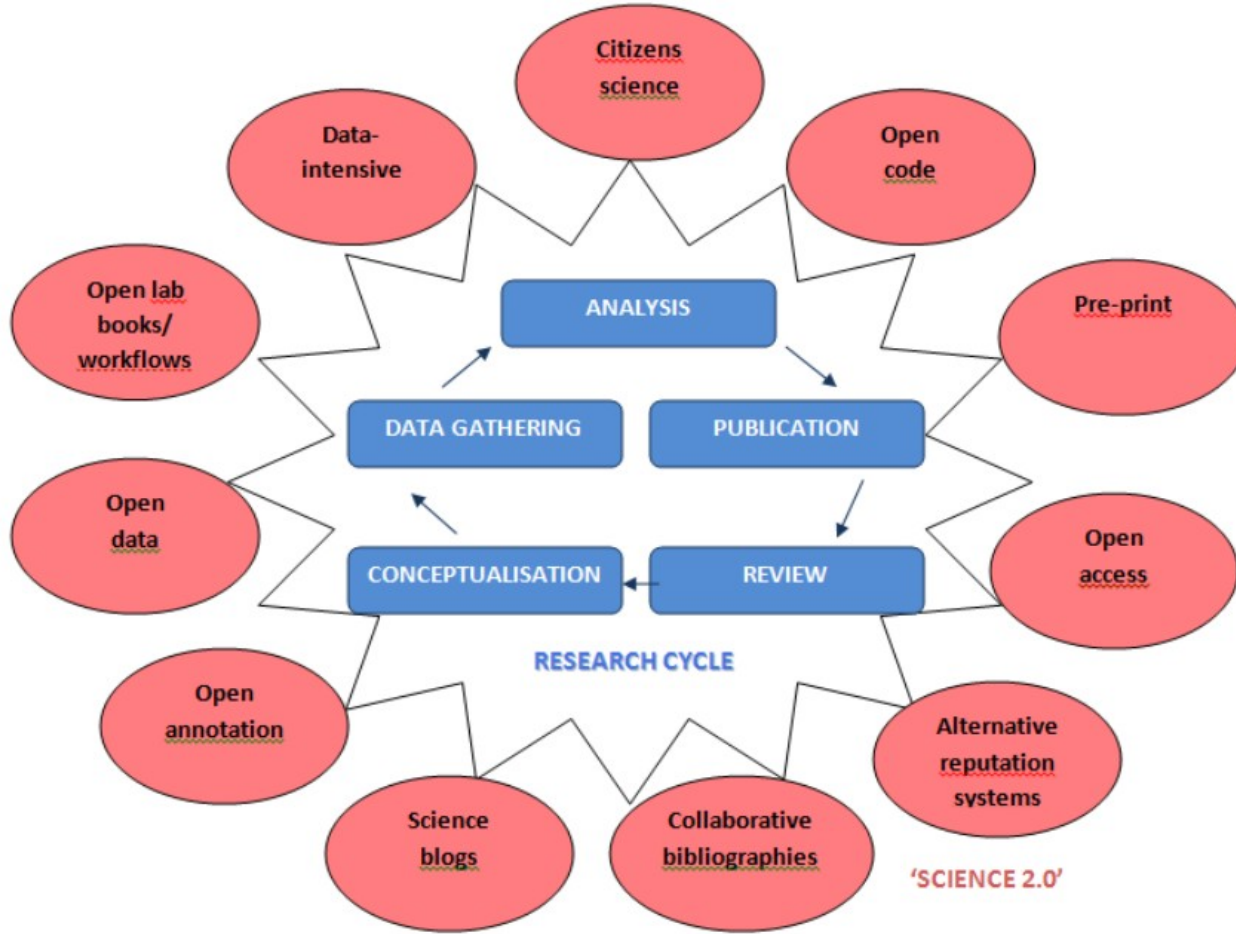 Citizens
science
Data-
intensive
Open
code
Open lab
books/
workflows
Pre-print
ANALYSIS
DATA GATHERING
PUBLICATION
Open
data
Open
access
CONCEPTUALISATION
REVIEW
RESEARCH CYCLE
Open
annotation
Alternative
reputation
systems
Science
blogs
Collaborative
bibliographies
‘SCIENCE 2.0’